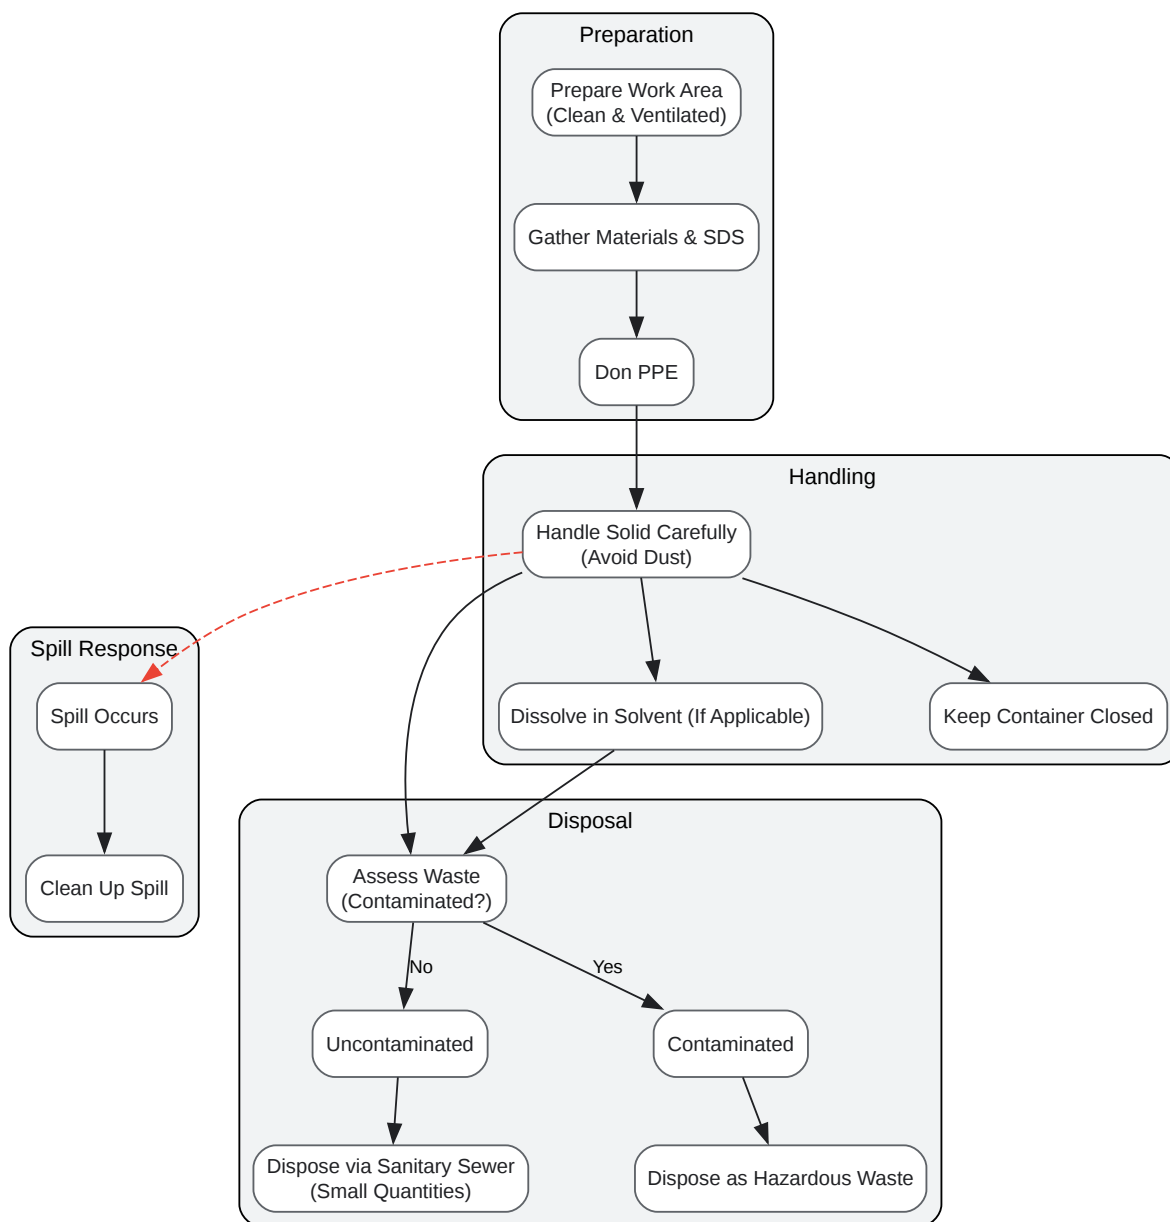 Preparation
Prepare Work Area
(Clean & Ventilated)
Gather Materials & SDS
Don PPE
Handling
Handle Solid Carefully
(Avoid Dust)
Spill Response
Spill Occurs
Dissolve in Solvent (If Applicable)
Keep Container Closed
Disposal
Clean Up Spill
Assess Waste
(Contaminated?)
No
Yes
Uncontaminated
Contaminated
Dispose via Sanitary Sewer
(Small Quantities)
Dispose as Hazardous Waste